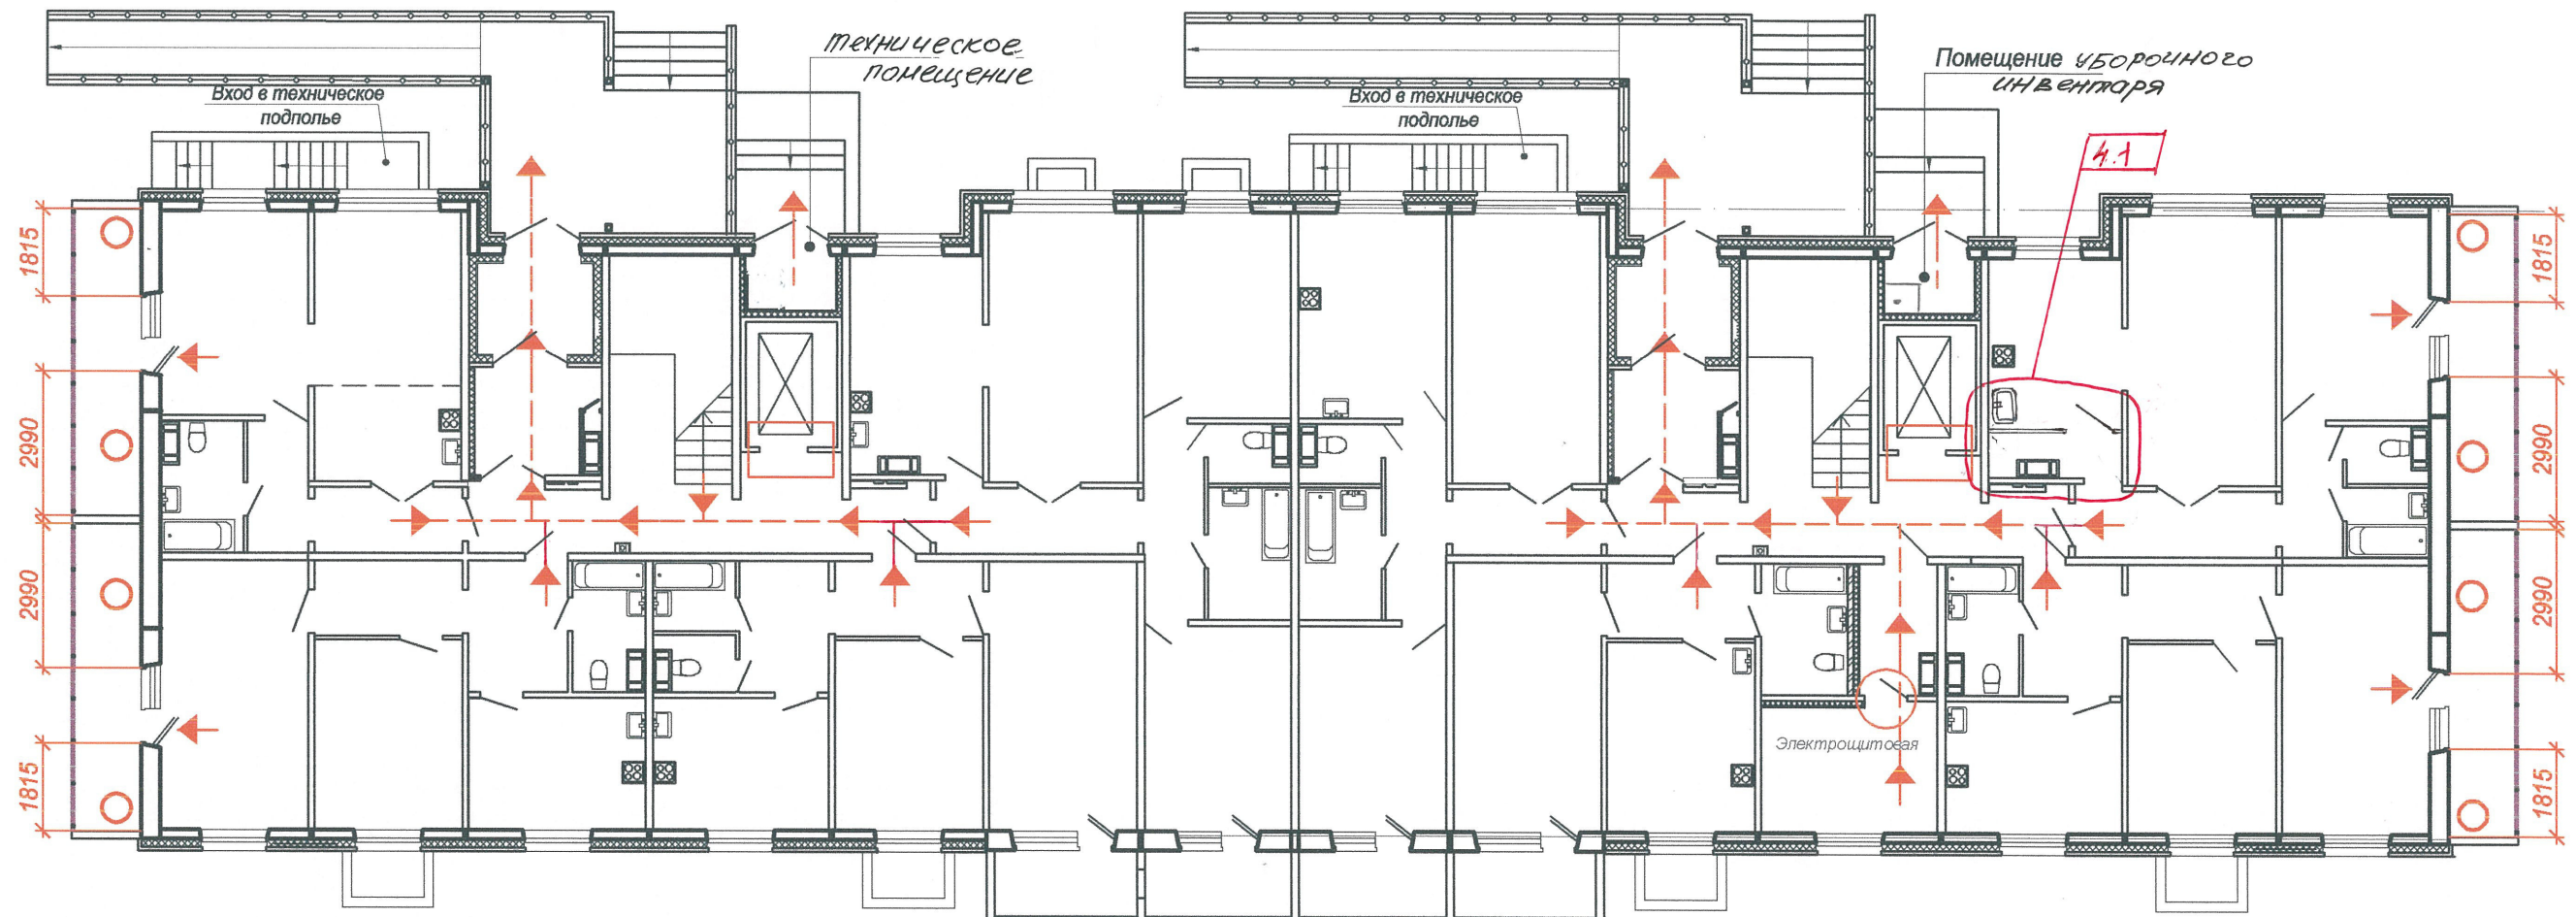 техническое
помещение
Вход в техническое
подполье
Вход в техническое
подполье
Помещение уборочного
инвентаря
4.1
1815
2990
2990
1815
1815
2990
2990
1815
Электрощитовая